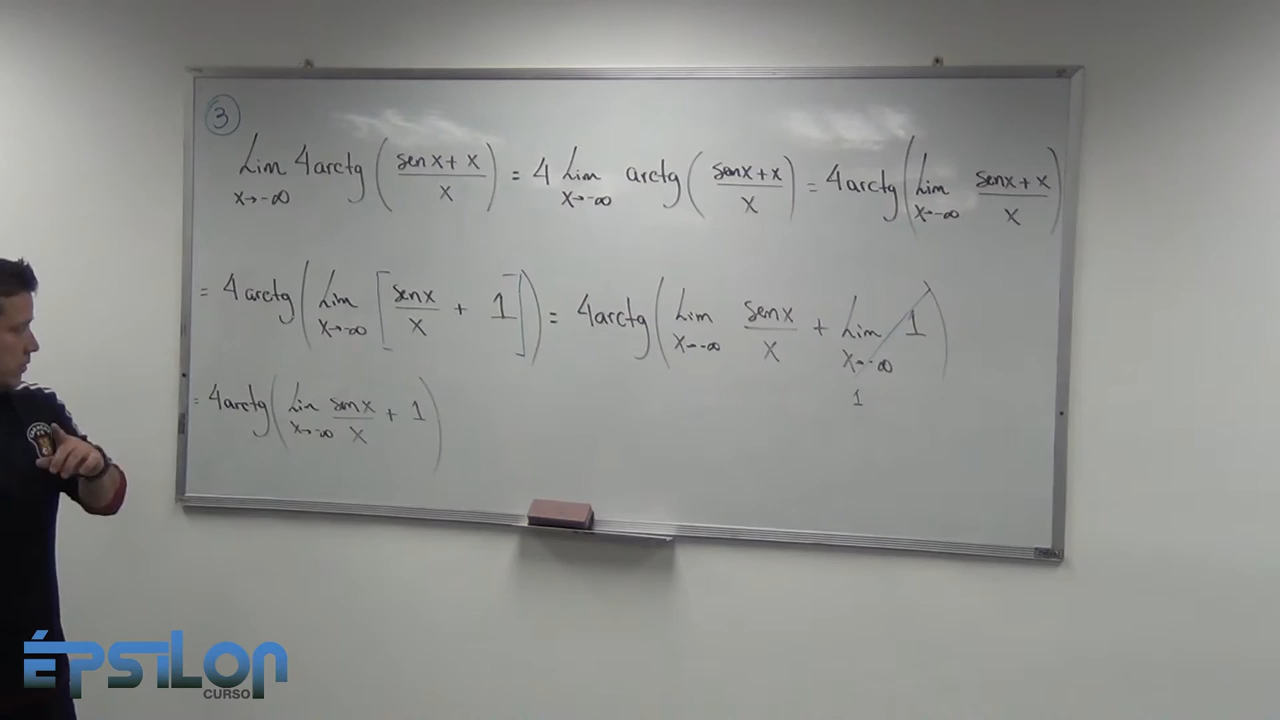 3
Lim 4arctg (senx + x / x) = 4 Lim arctg (senx + x / x) = 4arctg (Lim senx + x / x)
x→-∞ x→-∞ x→-∞
= 4arctg (Lim [senx / x + 1]) = 4arctg (Lim senx / x + Lim 1)
x→-∞ x→-∞ x→-∞
1
= 4arctg (Lim senx / x + 1)
x→-∞
ÉPSILON
CURSO